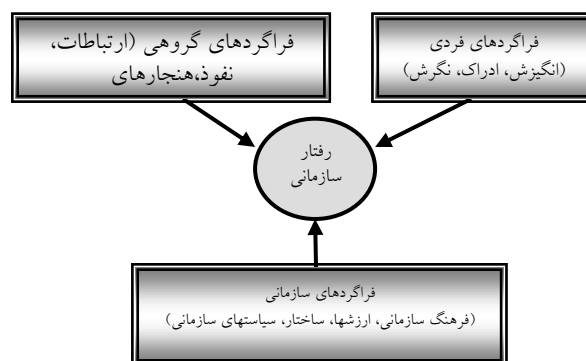 فراگردهای فردی
(انگیزش، ادراک، نگرش)
فراگردهای گروهی (ارتباطات،
نفوذ،هنجارهای
رفتار
سازمانی
فراگردهای سازمانی
(فرهنگ سازمانی، ارزشها، ساختار، سیاستهای سازمانی)